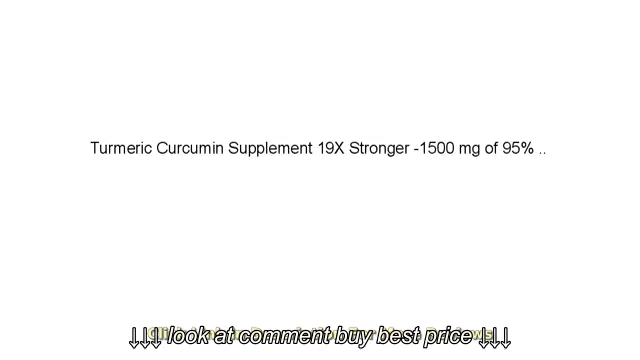 Turmeric Curcumin Supplement 19X Stronger -1500 mg of 95% ..
↓↓↓ look at comment buy best price ↓↓↓